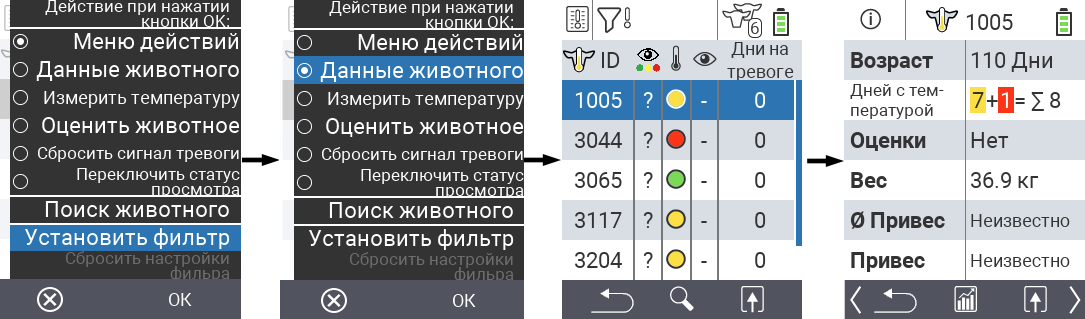 Действие при нажатии
кнопки OK:
Меню действий
Данные животного
Измерить температуру
Оценить животное
Сбросить сигнал тревоги
Переключить статус
просмотра
Поиск животного
Установить фильтр
Сбросить настройки
фильра
OK
Действие при нажатии
кнопки OK:
Меню действий
Данные животного
Измерить температуру
Оценить животное
Сбросить сигнал тревоги
Переключить статус
просмотра
Поиск животного
Установить фильтр
Сбросить настройки
фильра
OK
6
ID Дни на
тревоге
1005 ? - 0
3044 ? - 0
3065 ? - 0
3117 ? - 0
3204 ? - 0
1005
Возраст 110 Дни
Дней с тем-
пературой 7+1= ∑ 8
Оценки Нет
Вес 36.9 кг
Ø Привес Неизвестно
Привес Неизвестно